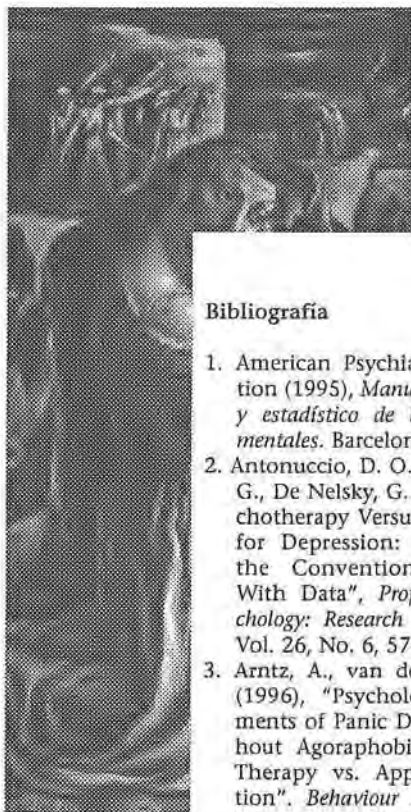 Bibliografía
1. American Psychia
tion (1995), Manu
y estadístico de
mentales. Barcelon
2. Antonuccio, D. O.
G., De Nelsky, G.
chotherapy Versu
for Depression:
the Convention
With Data", Pro
chology: Research
Vol. 26, No. 6, 57
3. Arntz, A., van de
(1996), "Psychol
ments of Panic D
hout Agoraphobi
Therapy vs. App
tion". Behaviour